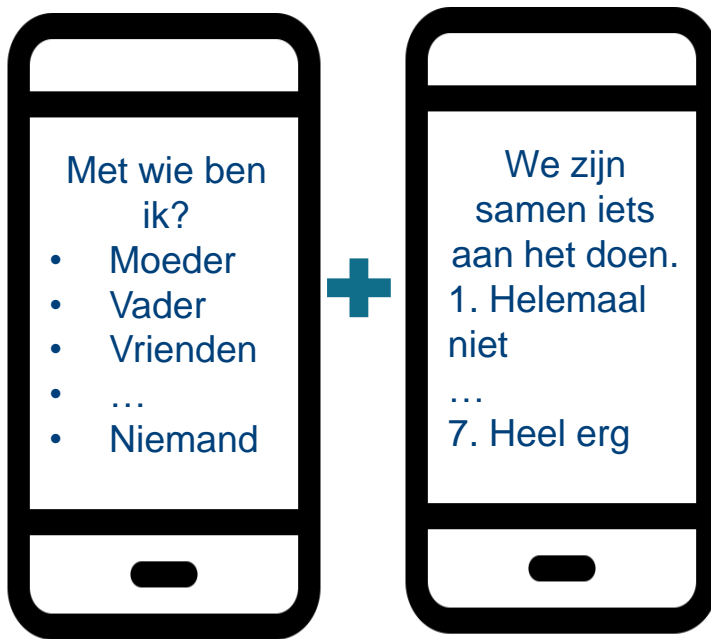 Met wie ben
ik?
• Moeder
• Vader
• Vrienden
• …
• Niemand
We zijn
samen iets
aan het doen.
1. Helemaal
niet
…
7. Heel erg